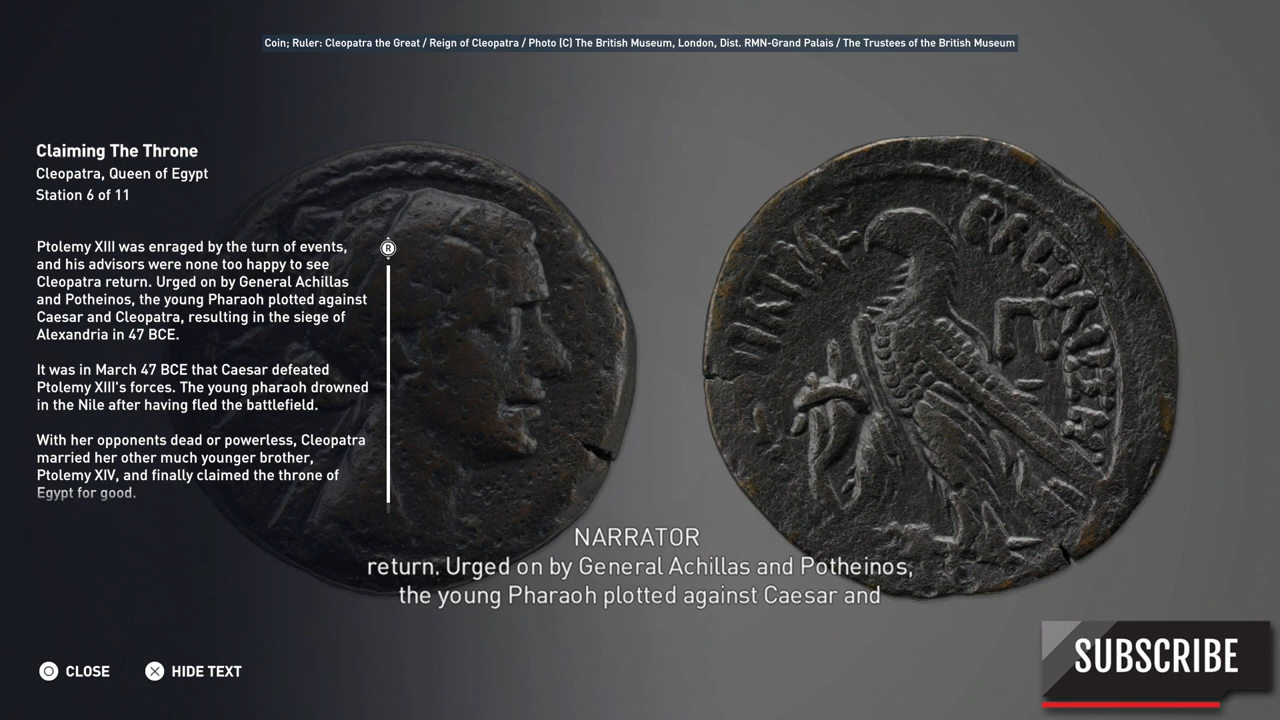 Coin; Ruler: Cleopatra the Great / Reign of Cleopatra / Photo (C) The British Museum, London, Dist. RMN-Grand Palais / The Trustees of the British Museum
Claiming The Throne
Cleopatra, Queen of Egypt
Station 6 of 11
Ptolemy XIII was enraged by the turn of events,
and his advisors were none too happy to see
Cleopatra return. Urged on by General Achillas
and Potheinos, the young Pharaoh plotted against
Caesar and Cleopatra, resulting in the siege of
Alexandria in 47 BCE.
It was in March 47 BCE that Caesar defeated
Ptolemy XIII's forces. The young pharaoh drowned
in the Nile after having fled the battlefield.
With her opponents dead or powerless, Cleopatra
married her other much younger brother,
Ptolemy XIV, and finally claimed the throne of
Egypt for good.
R
NARRATOR
return. Urged on by General Achillas and Potheinos,
the young Pharaoh plotted against Caesar and
CLOSE
HIDE TEXT
SUBSCRIBE